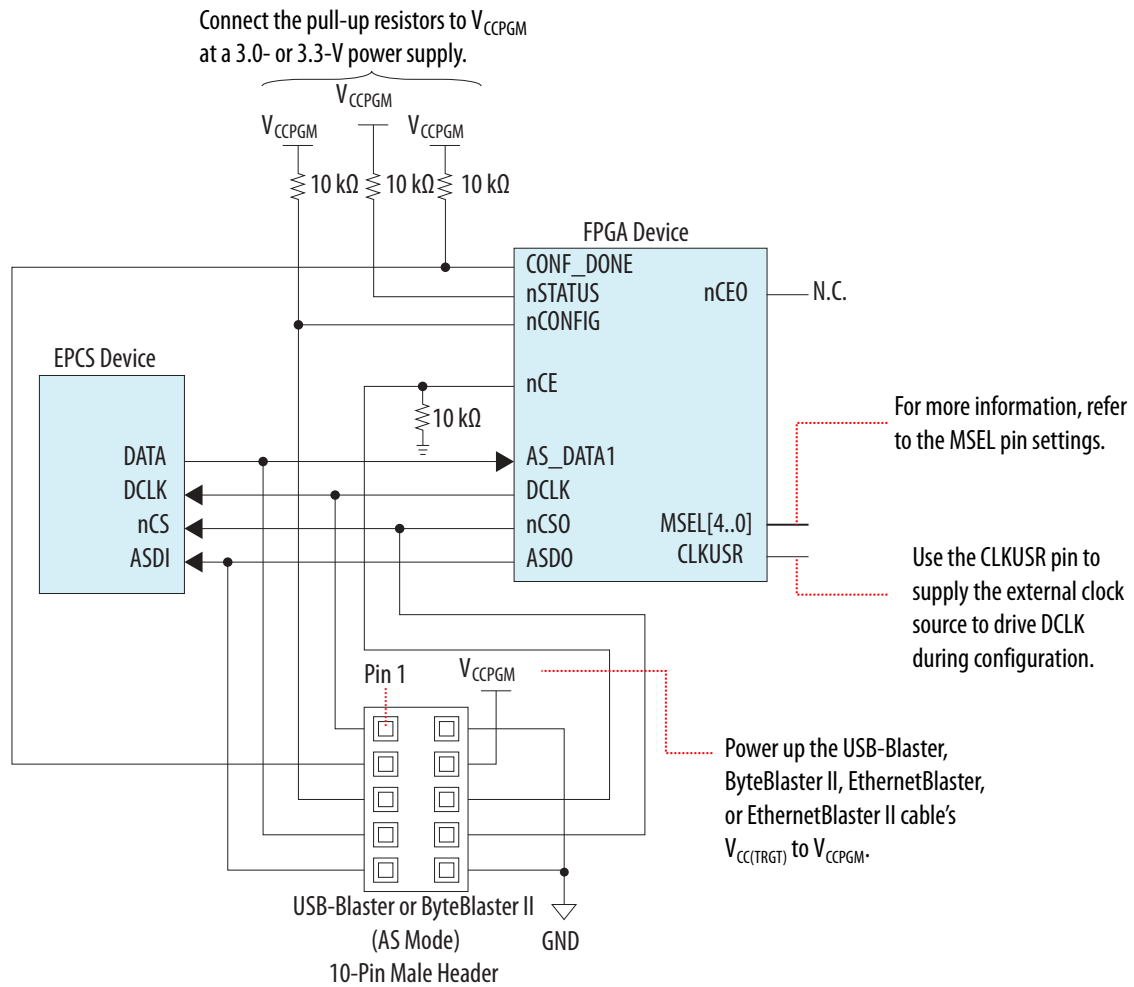 Connect the pull-up resistors to VCCPGM
at a 3.0- or 3.3-V power supply.
VCCPGM
VCCPGM
VCCPGM
10 kΩ
10 kΩ
10 kΩ
FPGA Device
CONF_DONE
nSTATUS
nCONFIG
nCEO
N.C.
EPCS Device
nCE
10 kΩ
For more information, refer
to the MSEL pin settings.
DATA
DCLK
nCS
ASDI
AS_DATA1
DCLK
nCSO
ASDO
MSEL[4..0]
CLKUSR
Use the CLKUSR pin to
supply the external clock
source to drive DCLK
during configuration.
Pin 1
VCCPGM
Power up the USB-Blaster,
ByteBlaster II, EthernetBlaster,
or EthernetBlaster II cable's
VCC(TRGT) to VCCPGM.
USB-Blaster or ByteBlaster II
(AS Mode)
10-Pin Male Header
GND